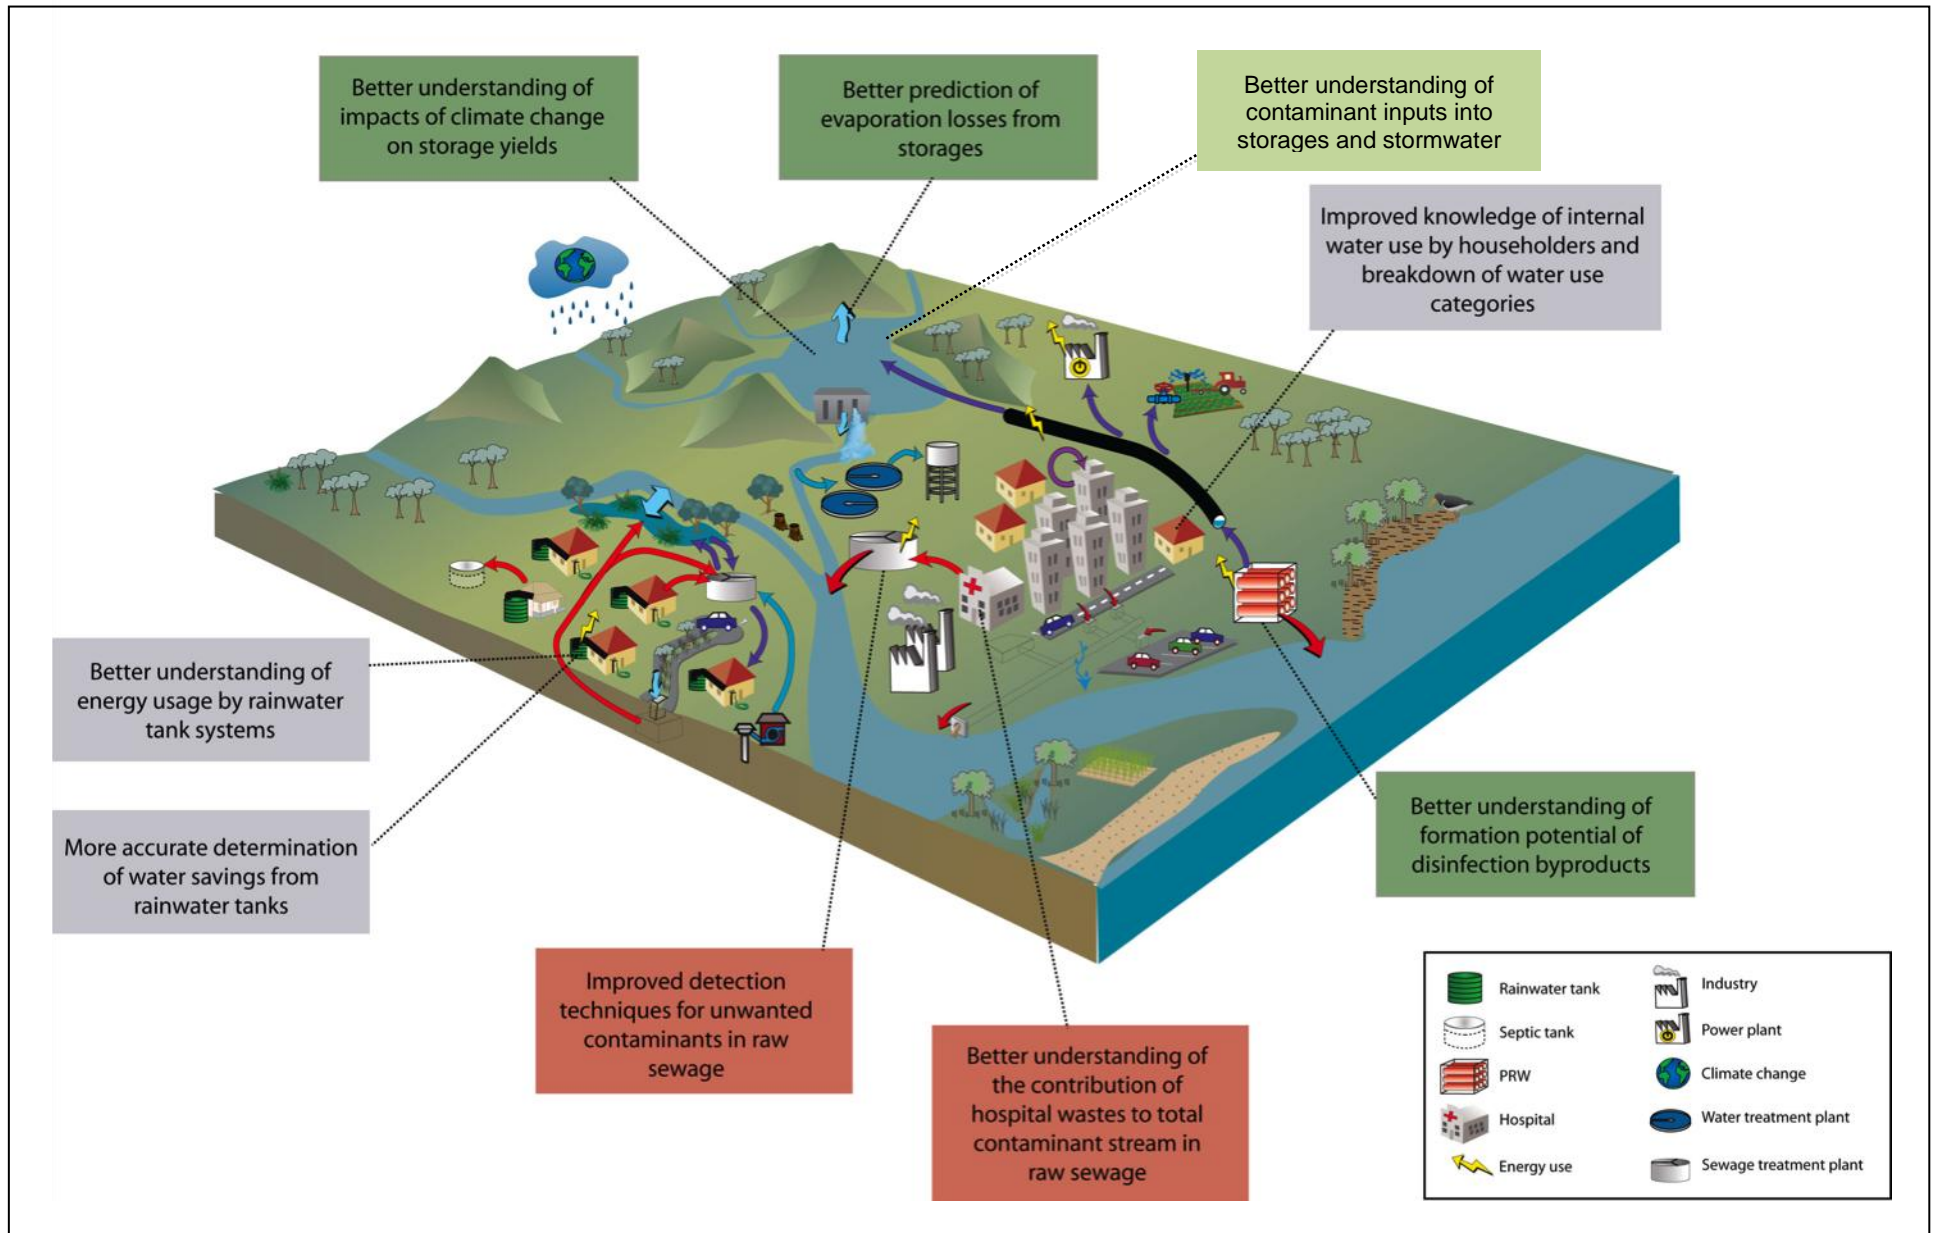 Better understanding of
impacts of climate change
on storage yields
Better prediction of
evaporation losses from
storages
Better understanding of
contaminant inputs into
storages and stormwater
Improved knowledge of internal
water use by householders and
breakdown of water use
categories
Better understanding of
energy usage by rainwater
tank systems
More accurate determination
of water savings from
rainwater tanks
Improved detection
techniques for unwanted
contaminants in raw
sewage
Better understanding of
the contribution of
hospital wastes to total
contaminant stream in
raw sewage
Better understanding of
formation potential of
disinfection byproducts
Rainwater tank
Septic tank
PRW
Hospital
Energy use
Industry
Power plant
Climate change
Water treatment plant
Sewage treatment plant